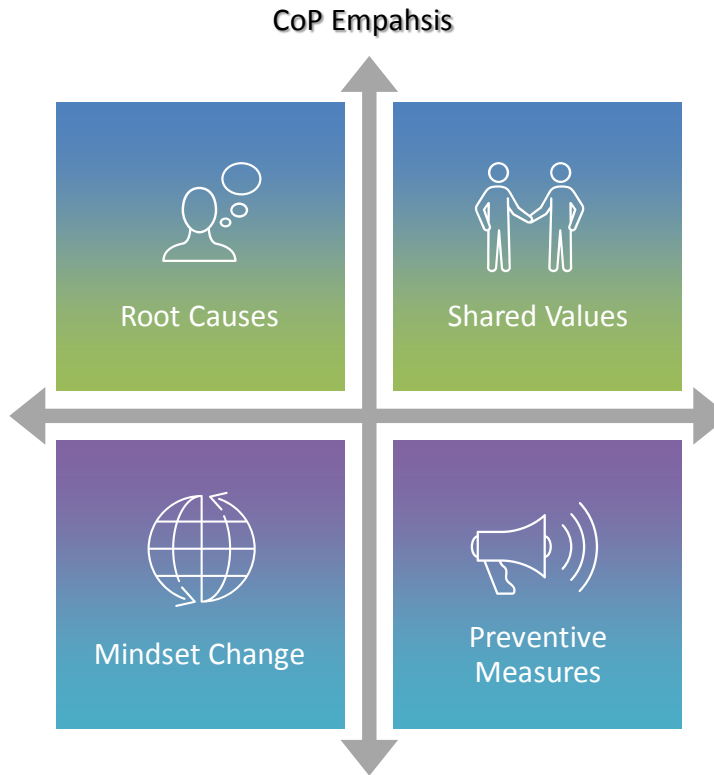 CoP Empahsis
Root Causes
Shared Values
Mindset Change
Preventive
Measures